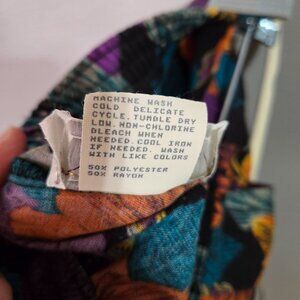 MACHINE WASH
COLD DELICATE
CYCLE. TUMBLE DRY
LOW. NON-CHLORINE
BLEACH WHEN
NEEDED. COOL IRON
IF NEEDED. WASH
WITH LIKE COLORS
50% POLYESTER
50% RAYON